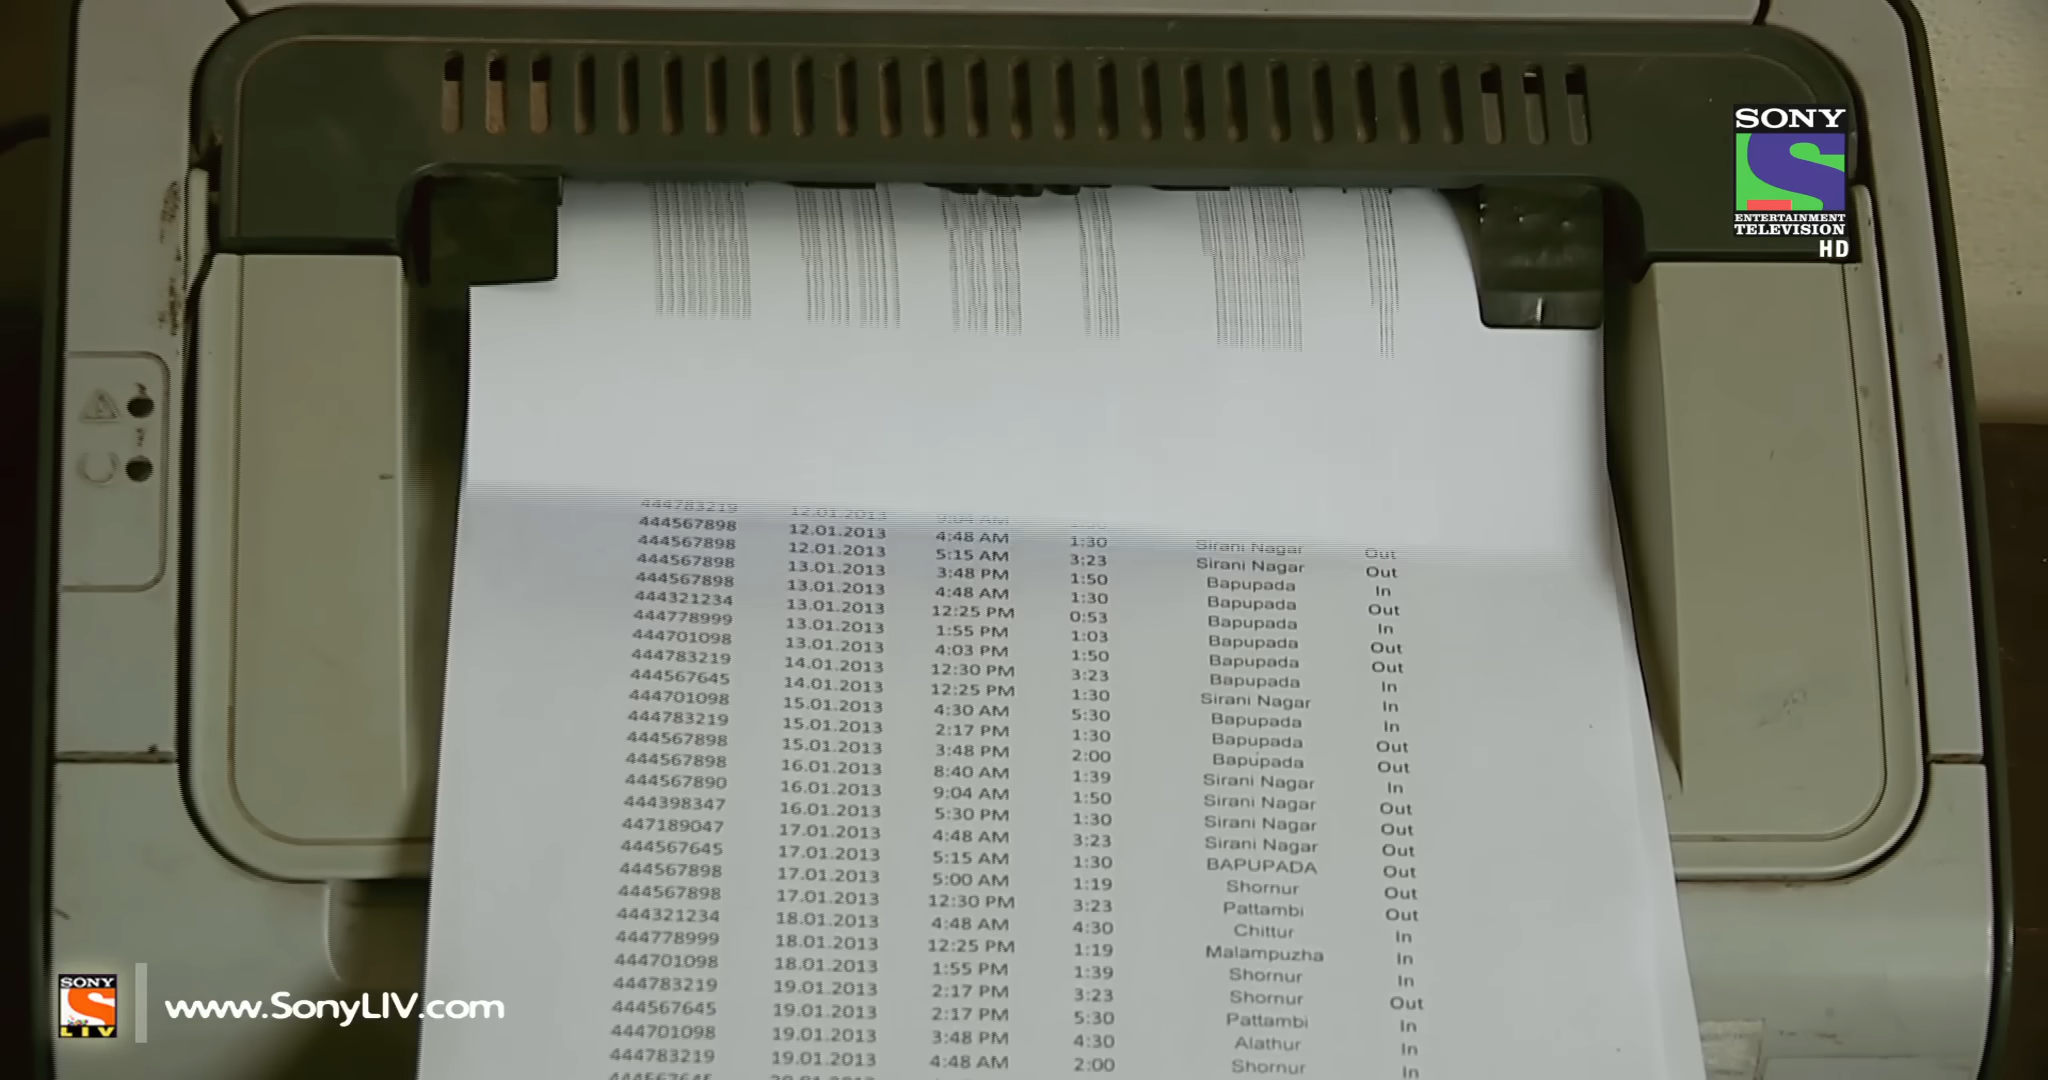 444783219 12.01.2013 9:04 AM
444567898 12.01.2013 4:48 AM 1:30 Sirani Nagar Out
444567898 12.01.2013 5:15 AM 3:23 Sirani Nagar Out
444567898 13.01.2013 3:48 PM 1:50 Bapupada In
444567898 13.01.2013 4:48 AM 1:30 Bapupada Out
444321234 13.01.2013 12:25 PM 0:53 Bapupada In
444778999 13.01.2013 1:55 PM 1:03 Bapupada Out
444701098 13.01.2013 4:03 PM 1:50 Bapupada Out
444783219 14.01.2013 12:30 PM 3:23 Bapupada In
444567645 14.01.2013 12:25 PM 1:30 Sirani Nagar In
444701098 15.01.2013 4:30 AM 5:30 Bapupada In
444783219 15.01.2013 2:17 PM 1:30 Bapupada Out
444567898 15.01.2013 3:48 PM 2:00 Bapupada Out
444567898 16.01.2013 8:40 AM 1:39 Sirani Nagar In
444567890 16.01.2013 9:04 AM 1:50 Sirani Nagar Out
444398347 16.01.2013 5:30 PM 1:30 Sirani Nagar Out
447189047 17.01.2013 4:48 AM 3:23 Sirani Nagar Out
444567645 17.01.2013 5:15 AM 1:30 BAPUPADA Out
444567898 17.01.2013 5:00 AM 1:19 Shornur Out
444567898 17.01.2013 12:30 PM 3:23 Pattambi Out
444321234 18.01.2013 4:48 AM 4:30 Chittur In
444778999 18.01.2013 12:25 PM 1:19 Malampuzha In
444701098 18.01.2013 1:55 PM 1:39 Shornur In
444783219 19.01.2013 2:17 PM 3:23 Shornur Out
444567645 19.01.2013 2:17 PM 5:30 Pattambi In
444701098 19.01.2013 3:48 PM 4:30 Alathur In
444783219 19.01.2013 4:48 AM 2:00 Shornur In
SONY
ENTERTAINMENT
TELEVISION
HD
SONY
LIV
www.SonyLIV.com